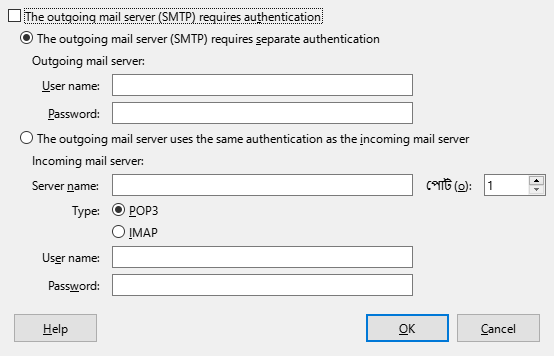 The outgoing mail server (SMTP) requires authentication
The outgoing mail server (SMTP) requires separate authentication
Outgoing mail server:
User name:
Password:
The outgoing mail server uses the same authentication as the incoming mail server
Incoming mail server:
Server name: পোর্ট (o): 1
Type: POP3
IMAP
User name:
Password:
Help OK Cancel